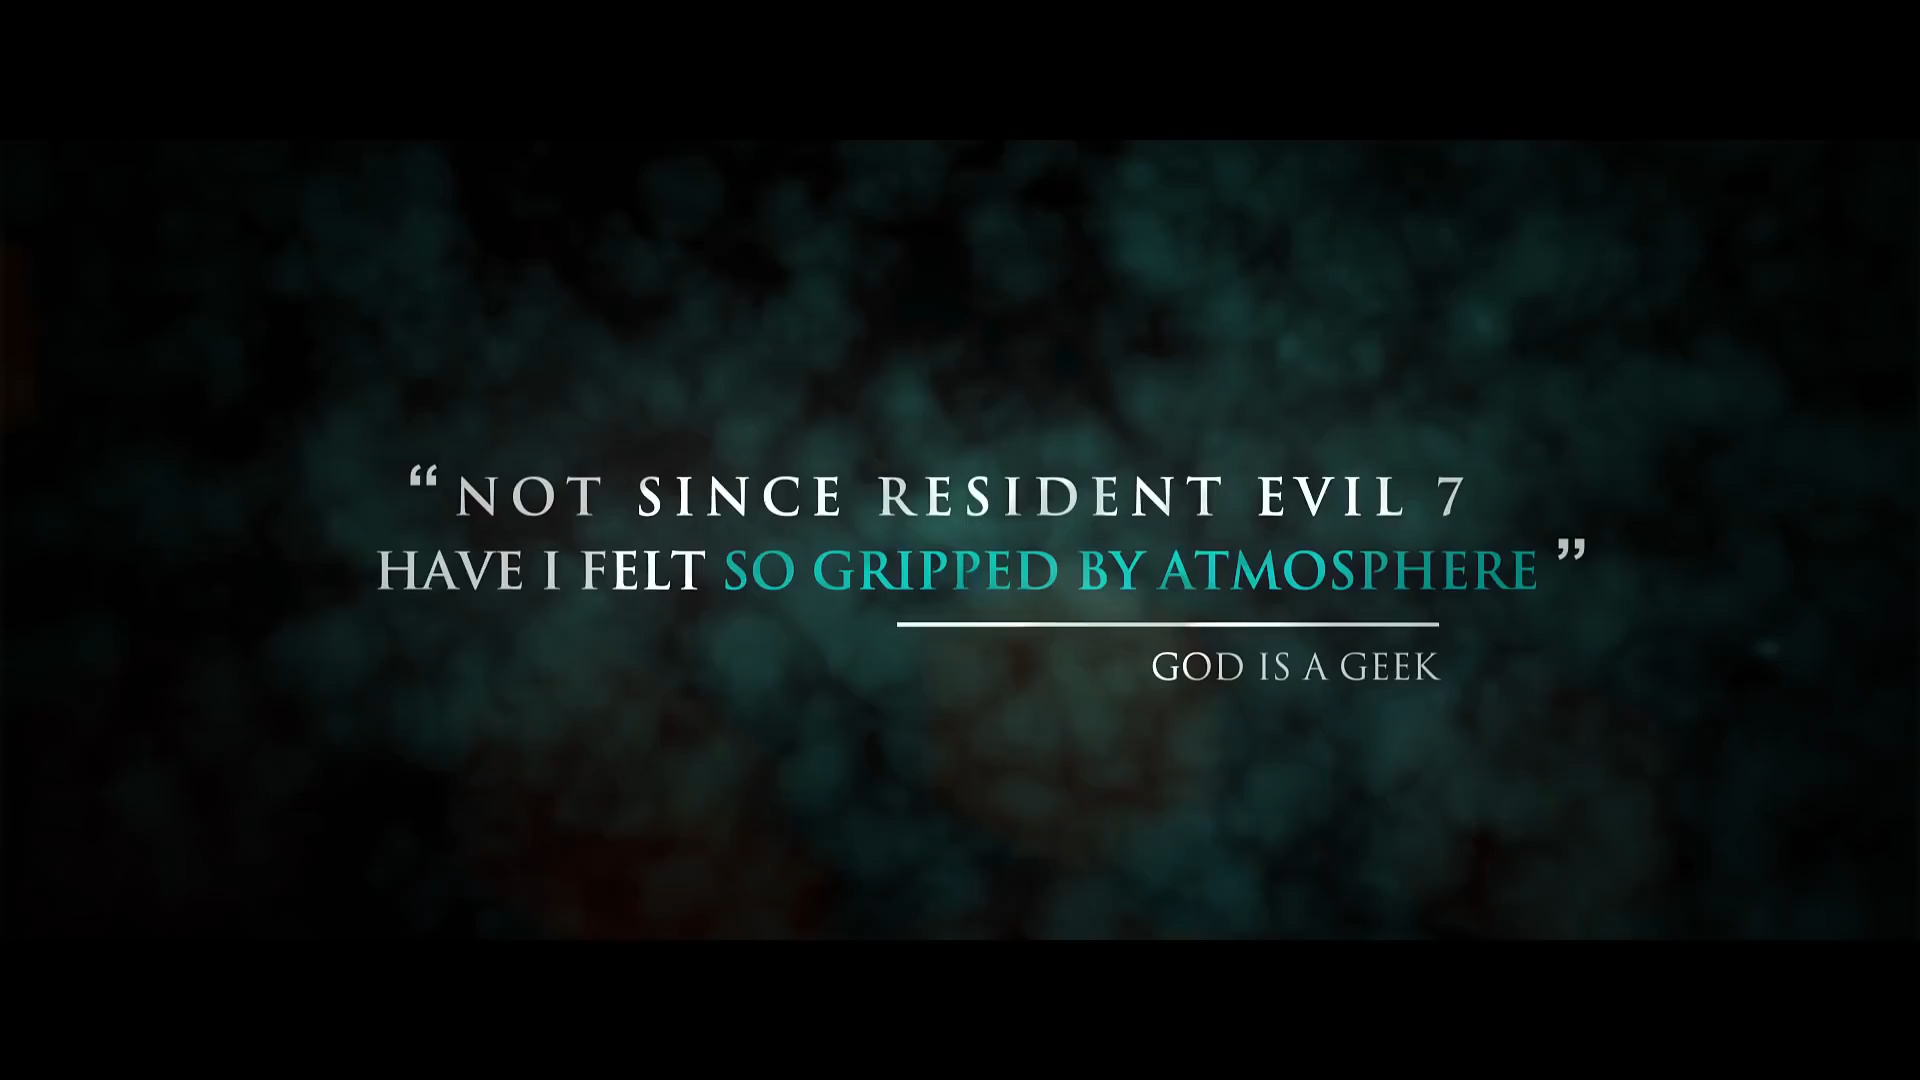 “NOT SINCE RESIDENT EVIL 7
HAVE I FELT SO GRIPPED BY ATMOSPHERE”
GOD IS A GEEK